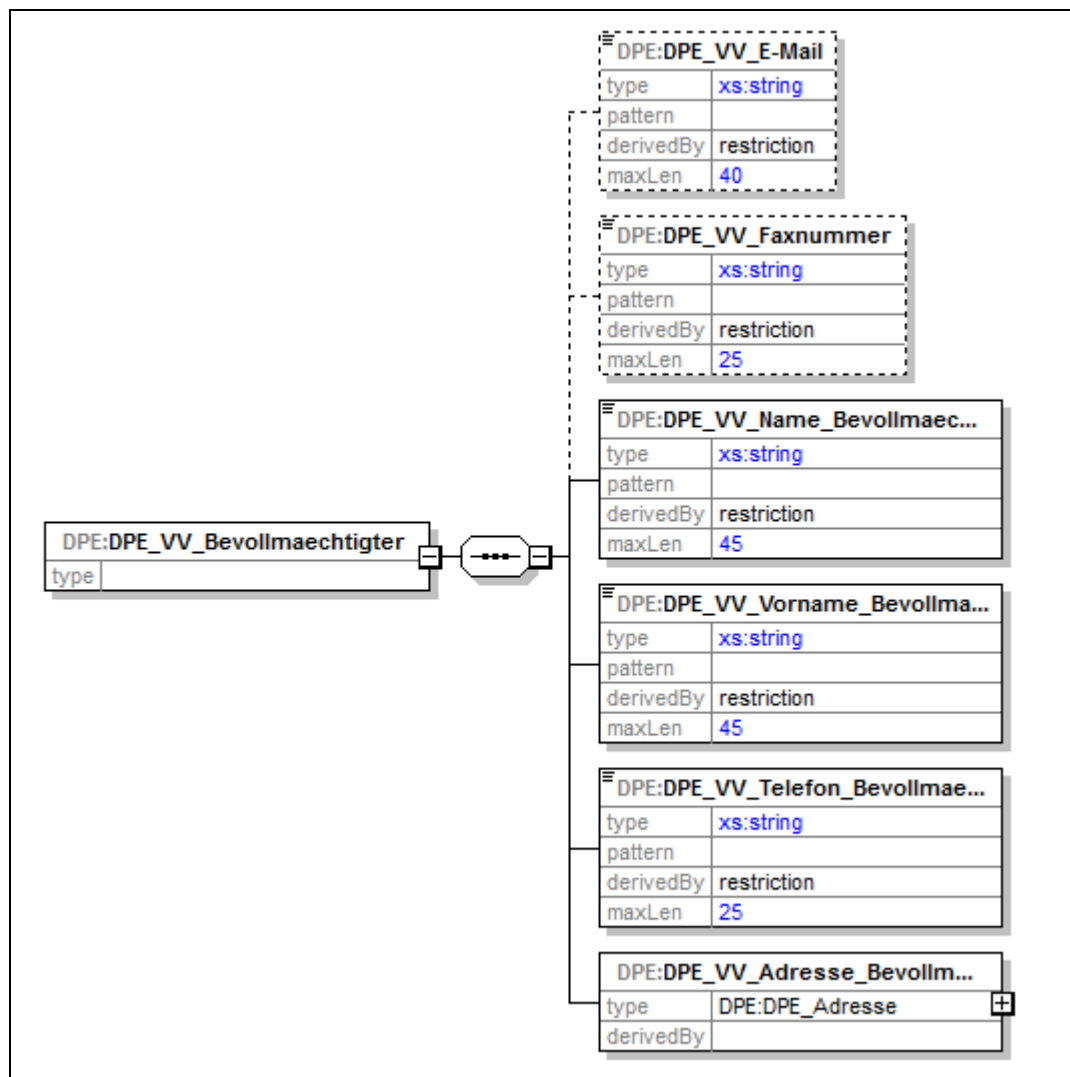 DPE:DPE_VV_E-Mail
type xs:string
pattern
derivedBy restriction
maxLen 40
DPE:DPE_VV_Faxnummer
type xs:string
pattern
derivedBy restriction
maxLen 25
DPE:DPE_VV_Name_Bevollmaec...
type xs:string
pattern
derivedBy restriction
maxLen 45
DPE:DPE_VV_Bevollmaechtigter
type
DPE:DPE_VV_Vorname_Bevollma...
type xs:string
pattern
derivedBy restriction
maxLen 45
DPE:DPE_VV_Telefon_Bevollmae...
type xs:string
pattern
derivedBy restriction
maxLen 25
DPE:DPE_VV_Adresse_Bevollm...
type DPE:DPE_Adresse
derivedBy